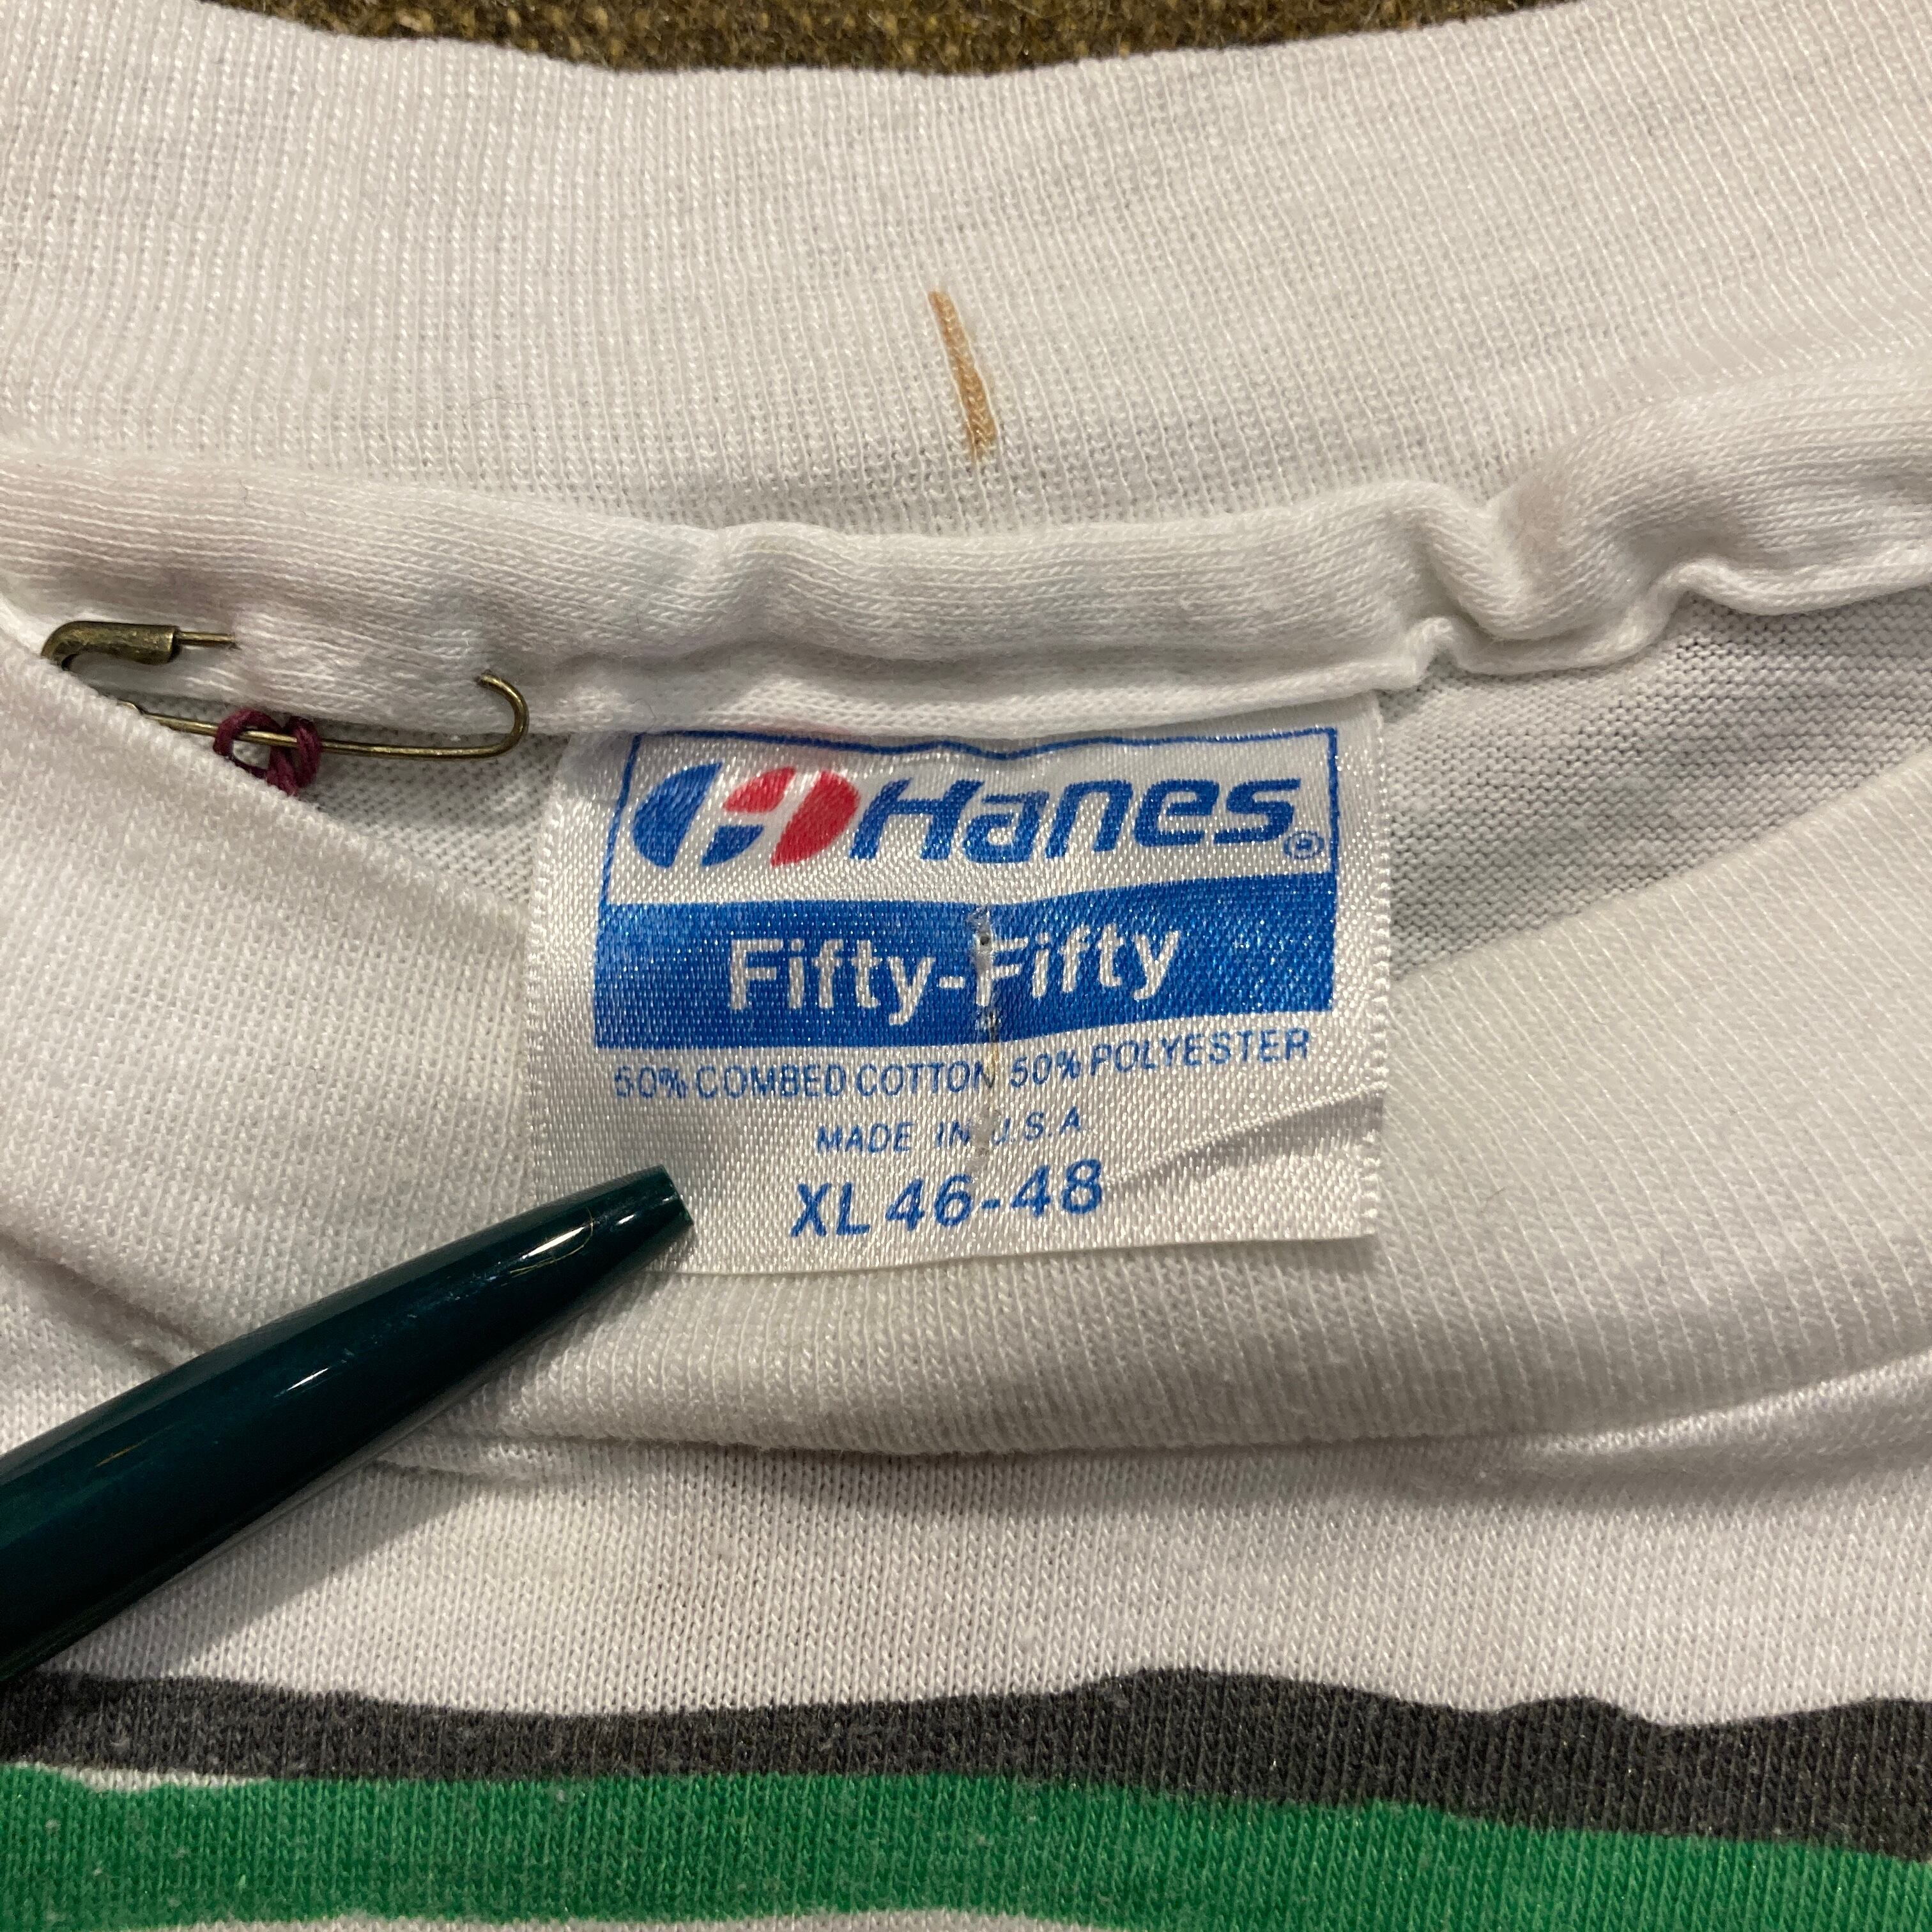 Hanes®
Fifty-Fifty
50% COMBED COTTON 50% POLYESTER
MADE IN U.S.A
XL 46-48